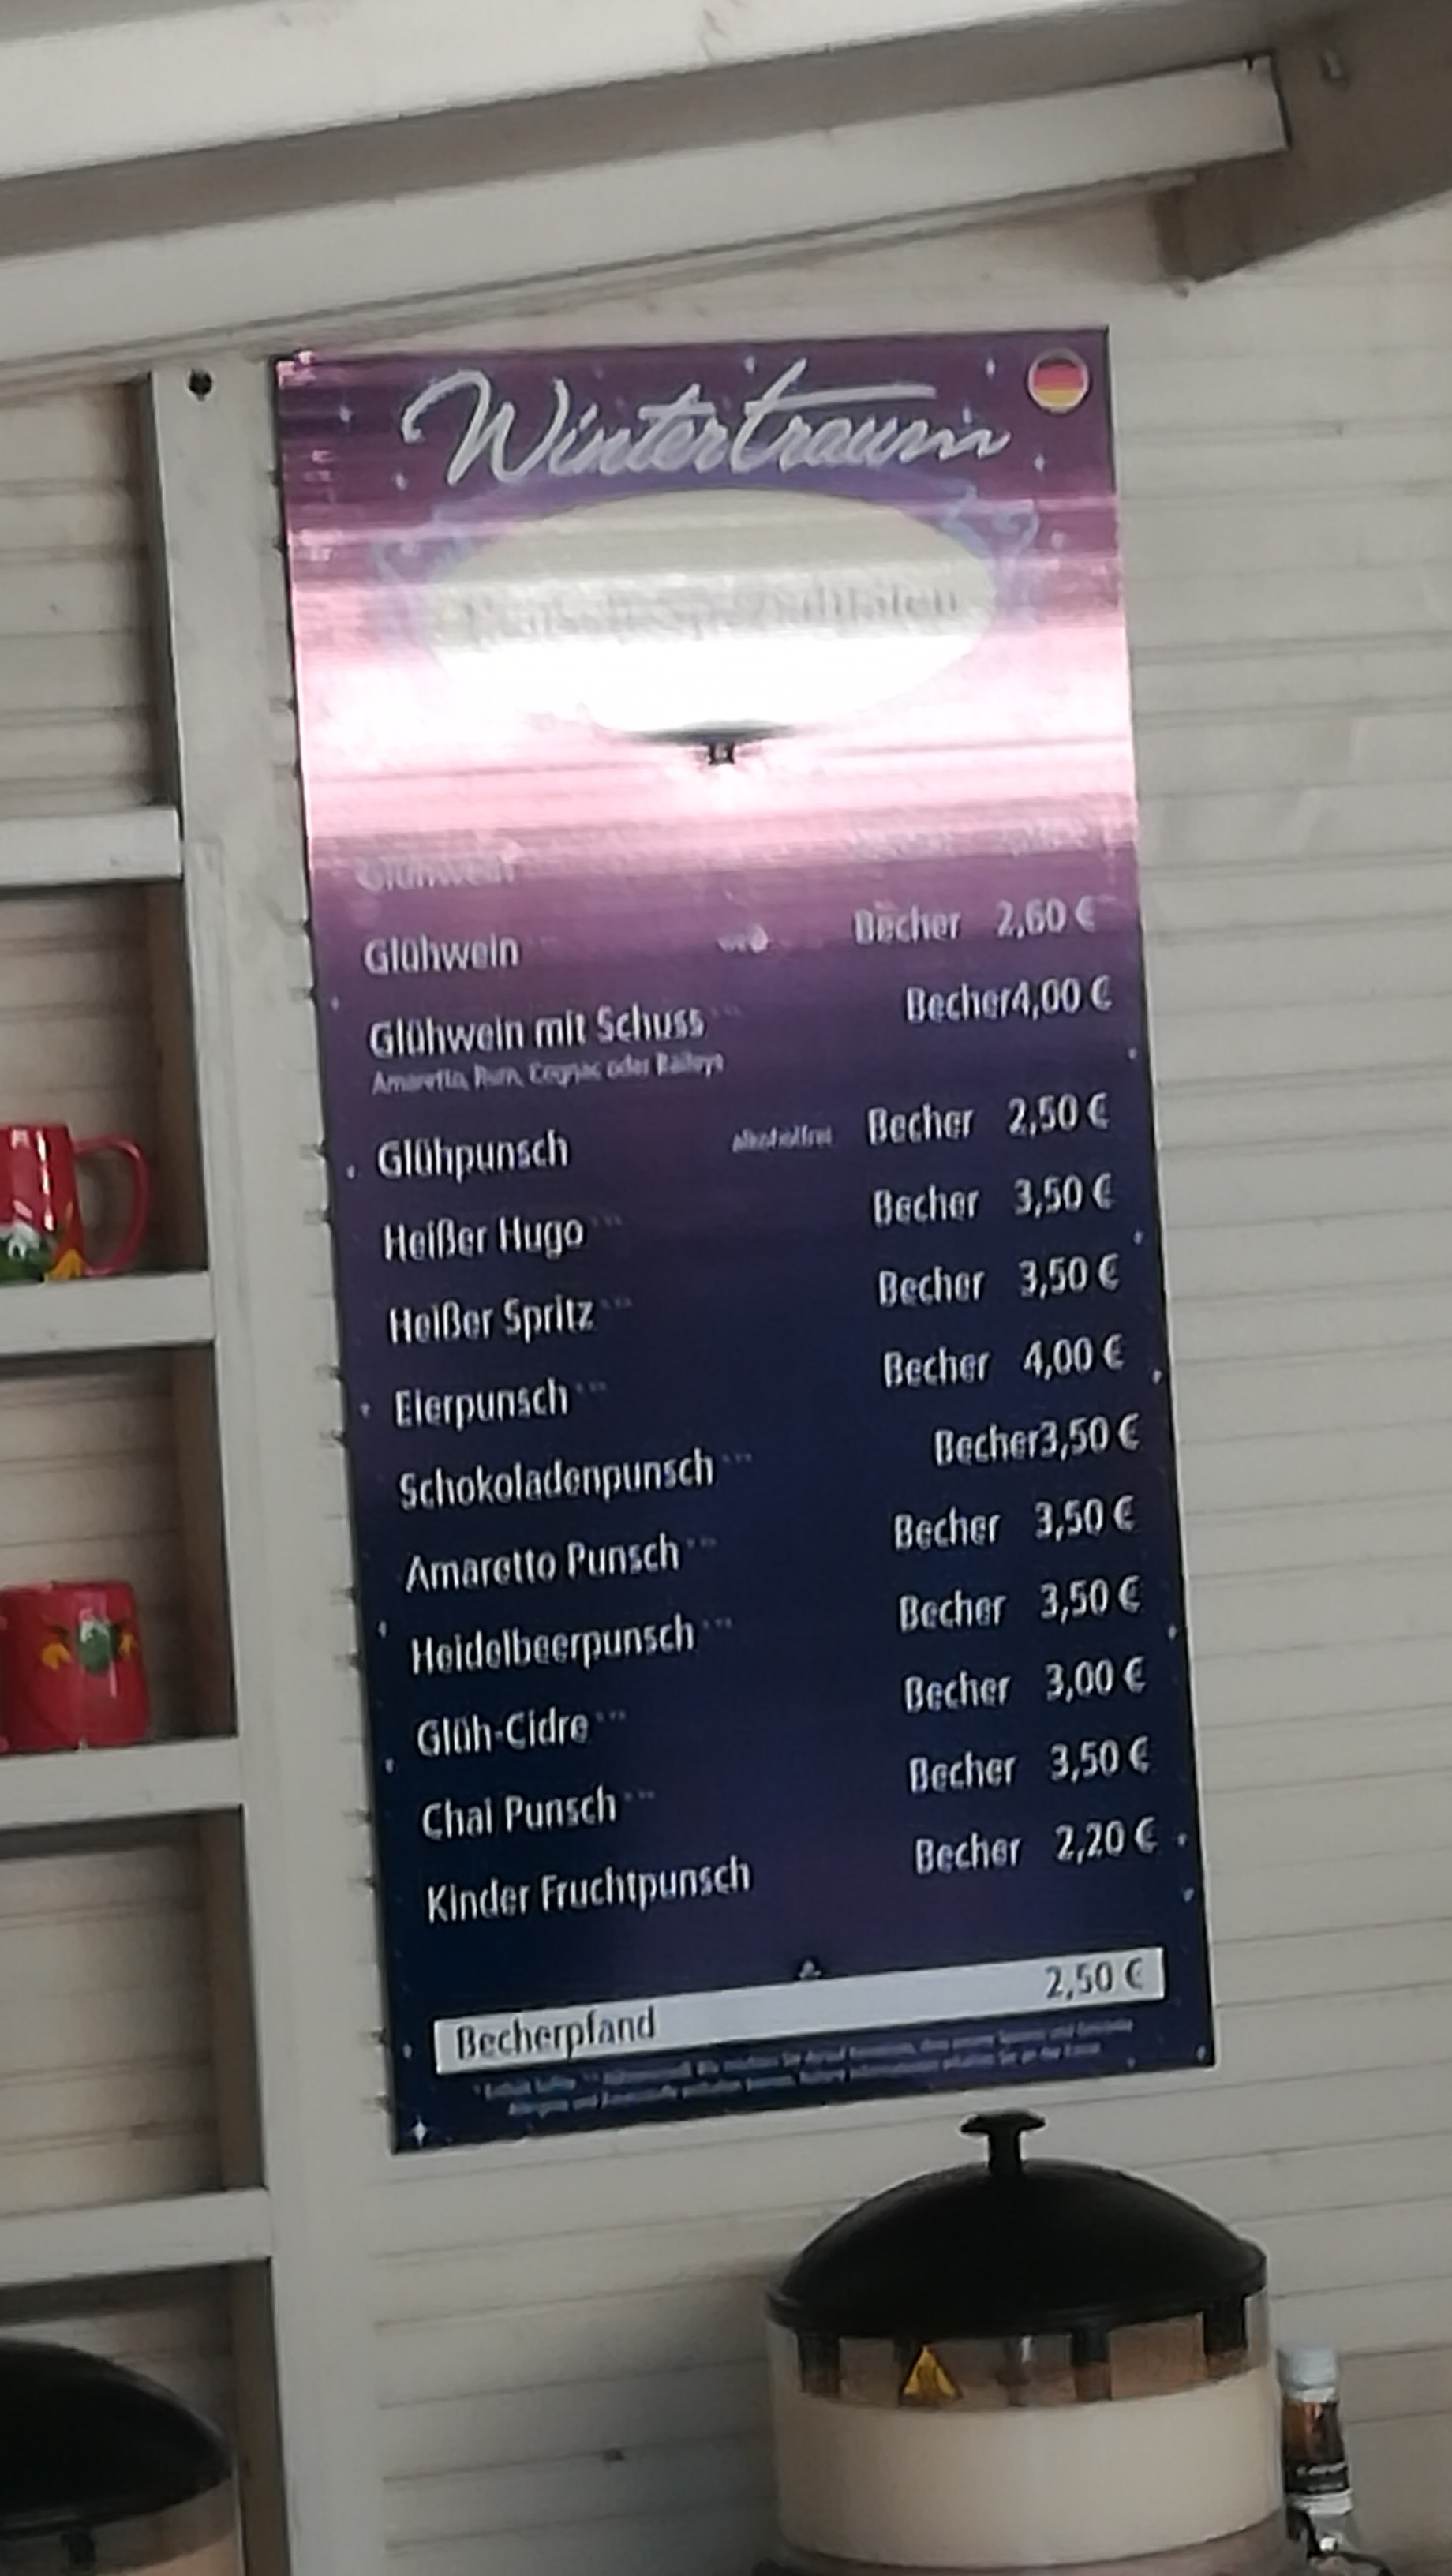 Wintertraum
Glühwein
Glühwein weiß Becher 2,60 €
Glühwein mit Schuss Becher4,00 €
Amaretto, Rum, Cognac oder Baileys
Glühpunsch alkoholfrei Becher 2,50 €
Heißer Hugo Becher 3,50 €
Heißer Spritz Becher 3,50 €
Eierpunsch Becher 4,00 €
Schokoladenpunsch Becher3,50 €
Amaretto Punsch Becher 3,50 €
Heidelbeerpunsch Becher 3,50 €
Glüh-Cidre Becher 3,00 €
Chai Punsch Becher 3,50 €
Kinder Fruchtpunsch Becher 2,20 €
Becherpfand 2,50 €